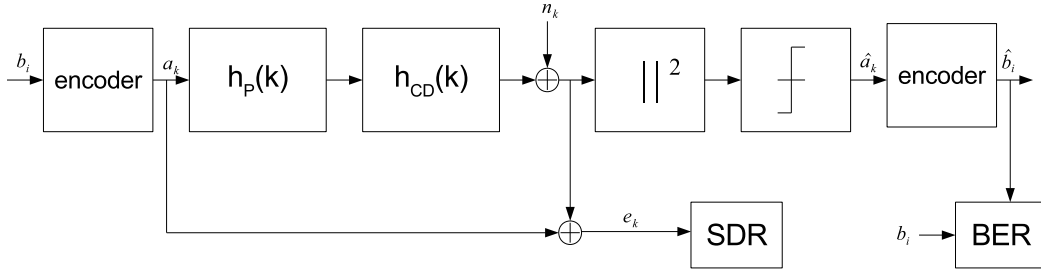 n_k
b_i
encoder
a_k
h_P(k)
h_CD(k)
| | ²
â_k
encoder
b̂_i
e_k
SDR
b_i
BER